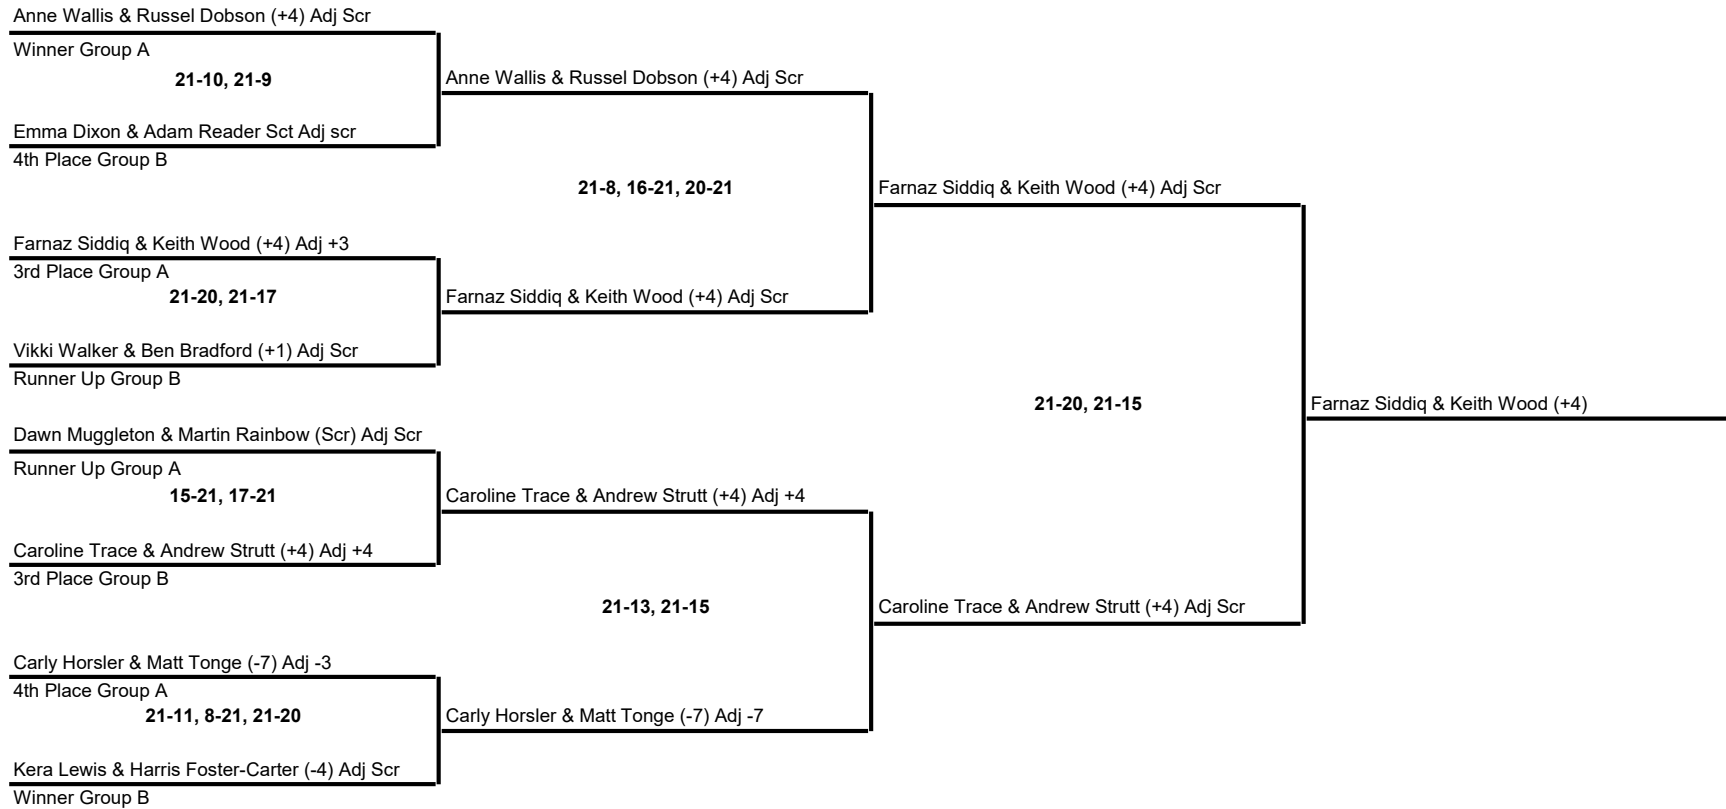 Anne Wallis & Russel Dobson (+4) Adj Scr
Winner Group A
21-10, 21-9
Emma Dixon & Adam Reader Sct Adj scr
4th Place Group B
Farnaz Siddiq & Keith Wood (+4) Adj +3
3rd Place Group A
21-20, 21-17
Vikki Walker & Ben Bradford (+1) Adj Scr
Runner Up Group B
Dawn Muggleton & Martin Rainbow (Scr) Adj Scr
Runner Up Group A
15-21, 17-21
Caroline Trace & Andrew Strutt (+4) Adj +4
3rd Place Group B
Carly Horsler & Matt Tonge (-7) Adj -3
4th Place Group A
21-11, 8-21, 21-20
Kera Lewis & Harris Foster-Carter (-4) Adj Scr
Winner Group B
Anne Wallis & Russel Dobson (+4) Adj Scr
21-8, 16-21, 20-21
Farnaz Siddiq & Keith Wood (+4) Adj Scr
Caroline Trace & Andrew Strutt (+4) Adj +4
21-13, 21-15
Carly Horsler & Matt Tonge (-7) Adj -7
Farnaz Siddiq & Keith Wood (+4) Adj Scr
21-20, 21-15
Caroline Trace & Andrew Strutt (+4) Adj Scr
Farnaz Siddiq & Keith Wood (+4)